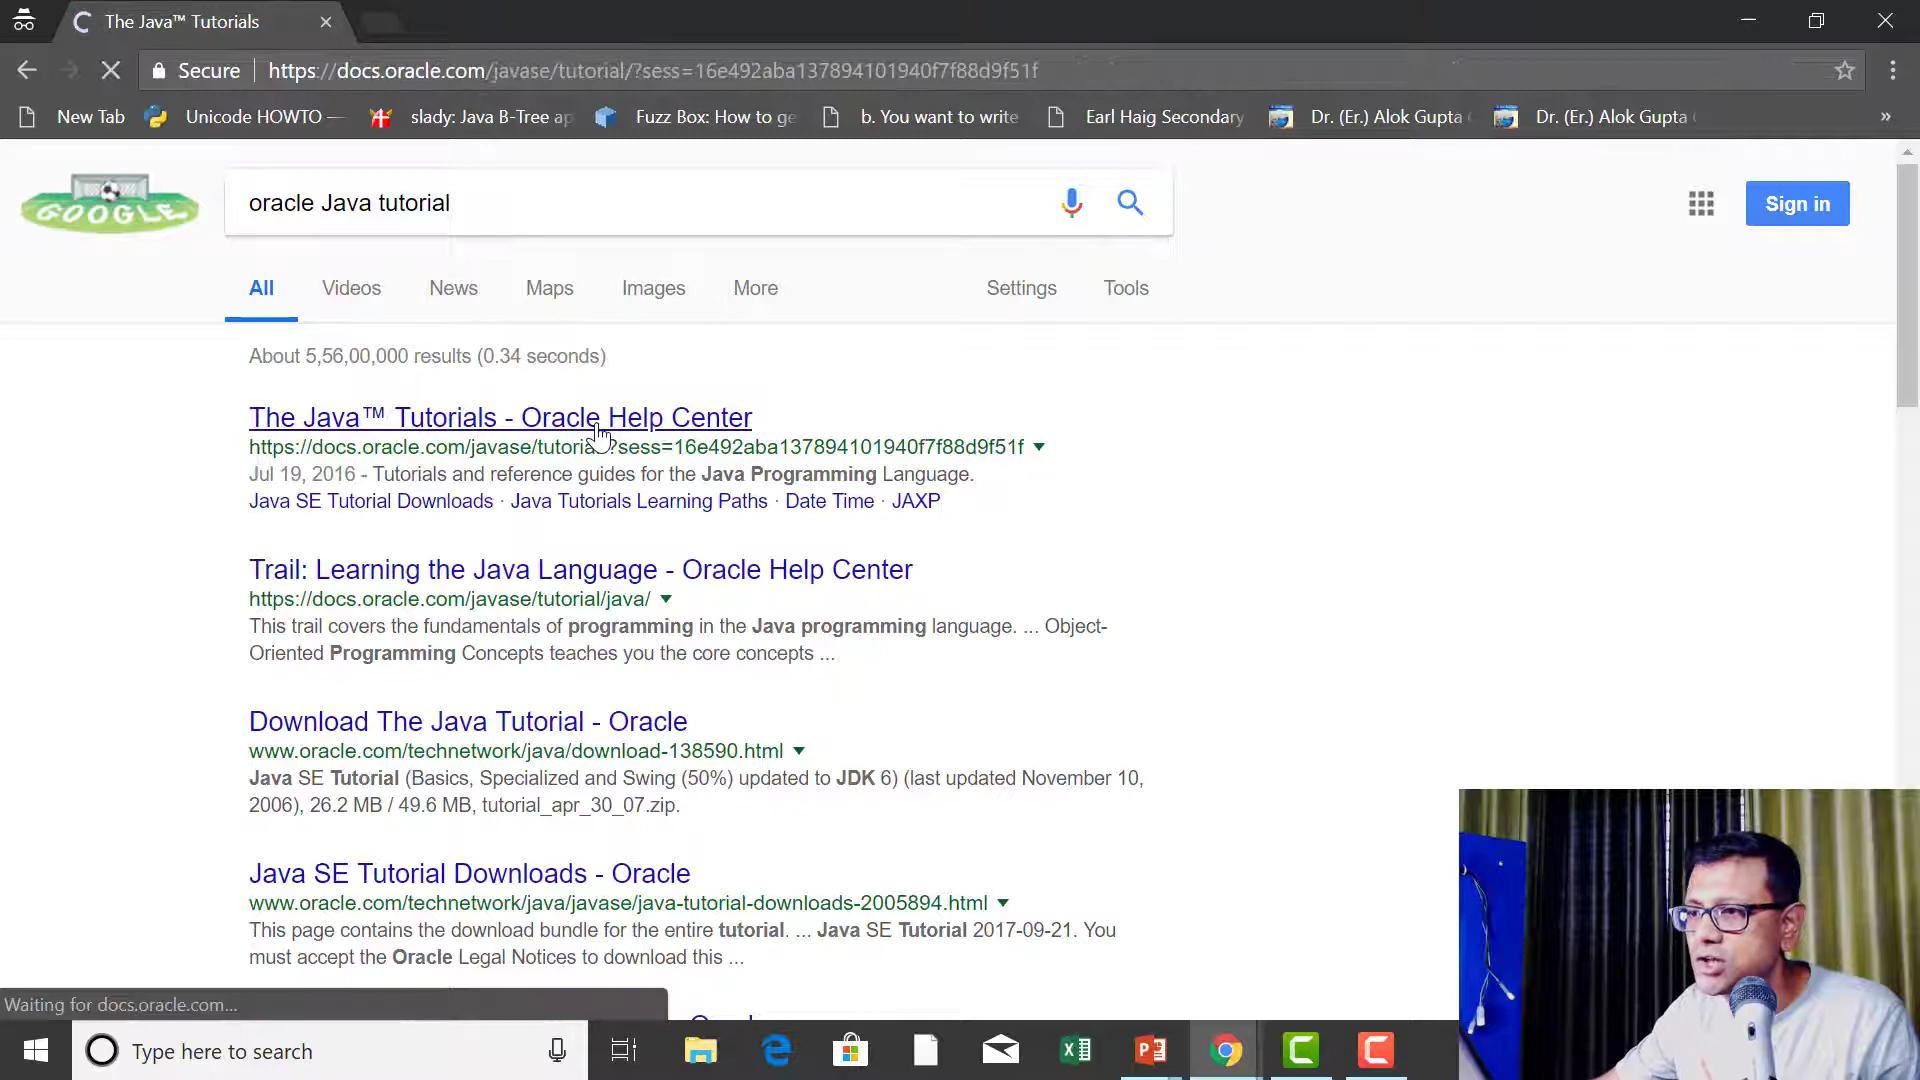 The Java™ Tutorials
Secure
https://docs.oracle.com/javase/tutorial/?sess=16e492aba137894101940f7f88d9f51f
New Tab
Unicode HOWTO —
slady: Java B-Tree ap
Fuzz Box: How to ge
b. You want to write
Earl Haig Secondary
Dr. (Er.) Alok Gupta
Dr. (Er.) Alok Gupta
»
GOOGLE
oracle Java tutorial
Sign in
All
Videos
News
Maps
Images
More
Settings
Tools
About 5,56,00,000 results (0.34 seconds)
The Java™ Tutorials - Oracle Help Center
https://docs.oracle.com/javase/tutorial/?sess=16e492aba137894101940f7f88d9f51f
Jul 19, 2016 - Tutorials and reference guides for the Java Programming Language.
Java SE Tutorial Downloads · Java Tutorials Learning Paths · Date Time · JAXP
Trail: Learning the Java Language - Oracle Help Center
https://docs.oracle.com/javase/tutorial/java/
This trail covers the fundamentals of programming in the Java programming language. ... Object-
Oriented Programming Concepts teaches you the core concepts ...
Download The Java Tutorial - Oracle
www.oracle.com/technetwork/java/download-138590.html
Java SE Tutorial (Basics, Specialized and Swing (50%) updated to JDK 6) (last updated November 10,
2006), 26.2 MB / 49.6 MB, tutorial_apr_30_07.zip.
Java SE Tutorial Downloads - Oracle
www.oracle.com/technetwork/java/javase/java-tutorial-downloads-2005894.html
This page contains the download bundle for the entire tutorial. ... Java SE Tutorial 2017-09-21. You
must accept the Oracle Legal Notices to download this ...
Waiting for docs.oracle.com...
Type here to search